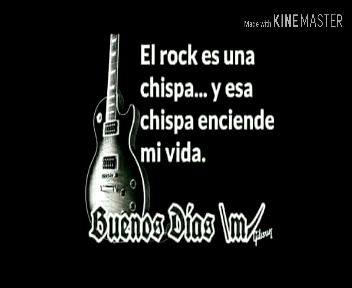 Made with KINEMASTER
El rock es una
chispa... y esa
chispa enciende
mi vida.
Buenos Días \m/